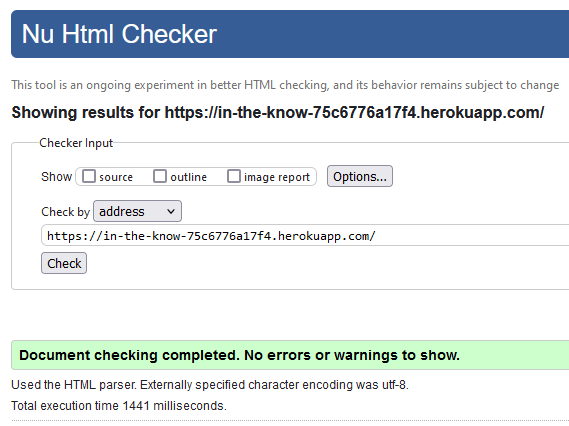 Nu Html Checker
This tool is an ongoing experiment in better HTML checking, and its behavior remains subject to change
Showing results for https://in-the-know-75c6776a17f4.herokuapp.com/
Checker Input
Show source outline image report Options...
Check by address
https://in-the-know-75c6776a17f4.herokuapp.com/
Check
Document checking completed. No errors or warnings to show.
Used the HTML parser. Externally specified character encoding was utf-8.
Total execution time 1441 milliseconds.